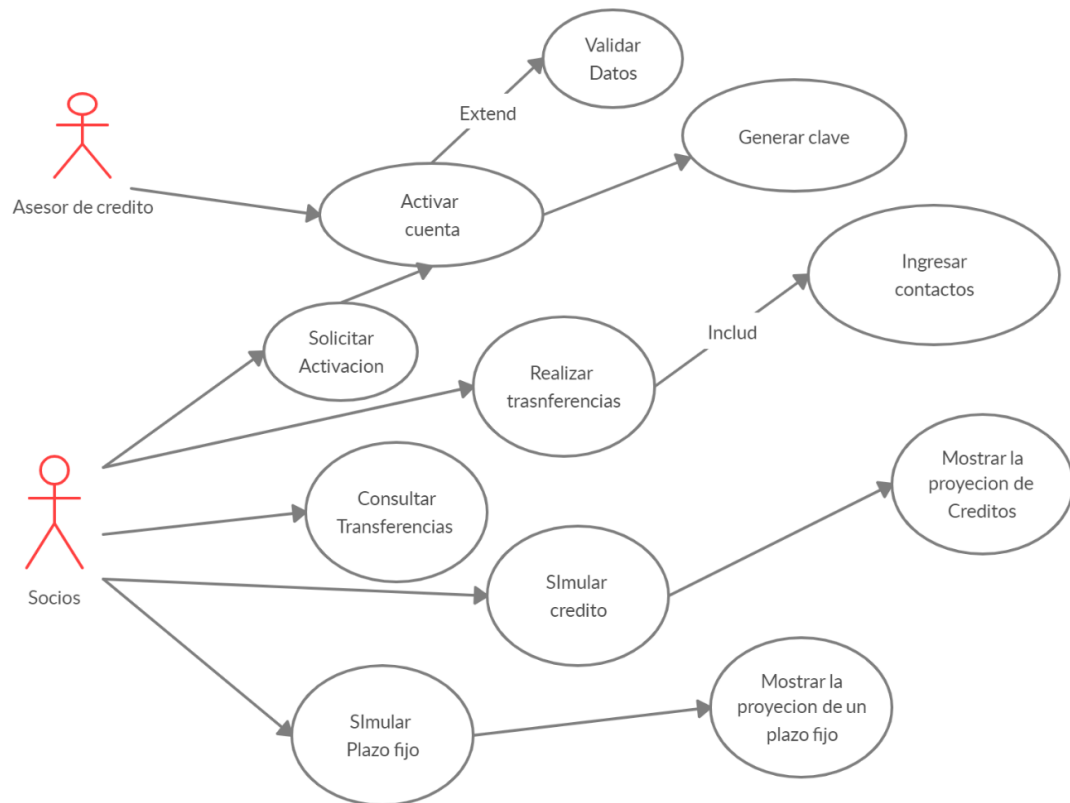 Validar
Datos
Extend
Generar clave
Asesor de credito
Activar
cuenta
Ingresar
contactos
Solicitar
Activacion
Includ
Realizar
trasnferencias
Mostrar la
proyecion de
Creditos
Consultar
Transferencias
SImular
credito
Socios
Mostrar la
proyecion de un
plazo fijo
SImular
Plazo fijo